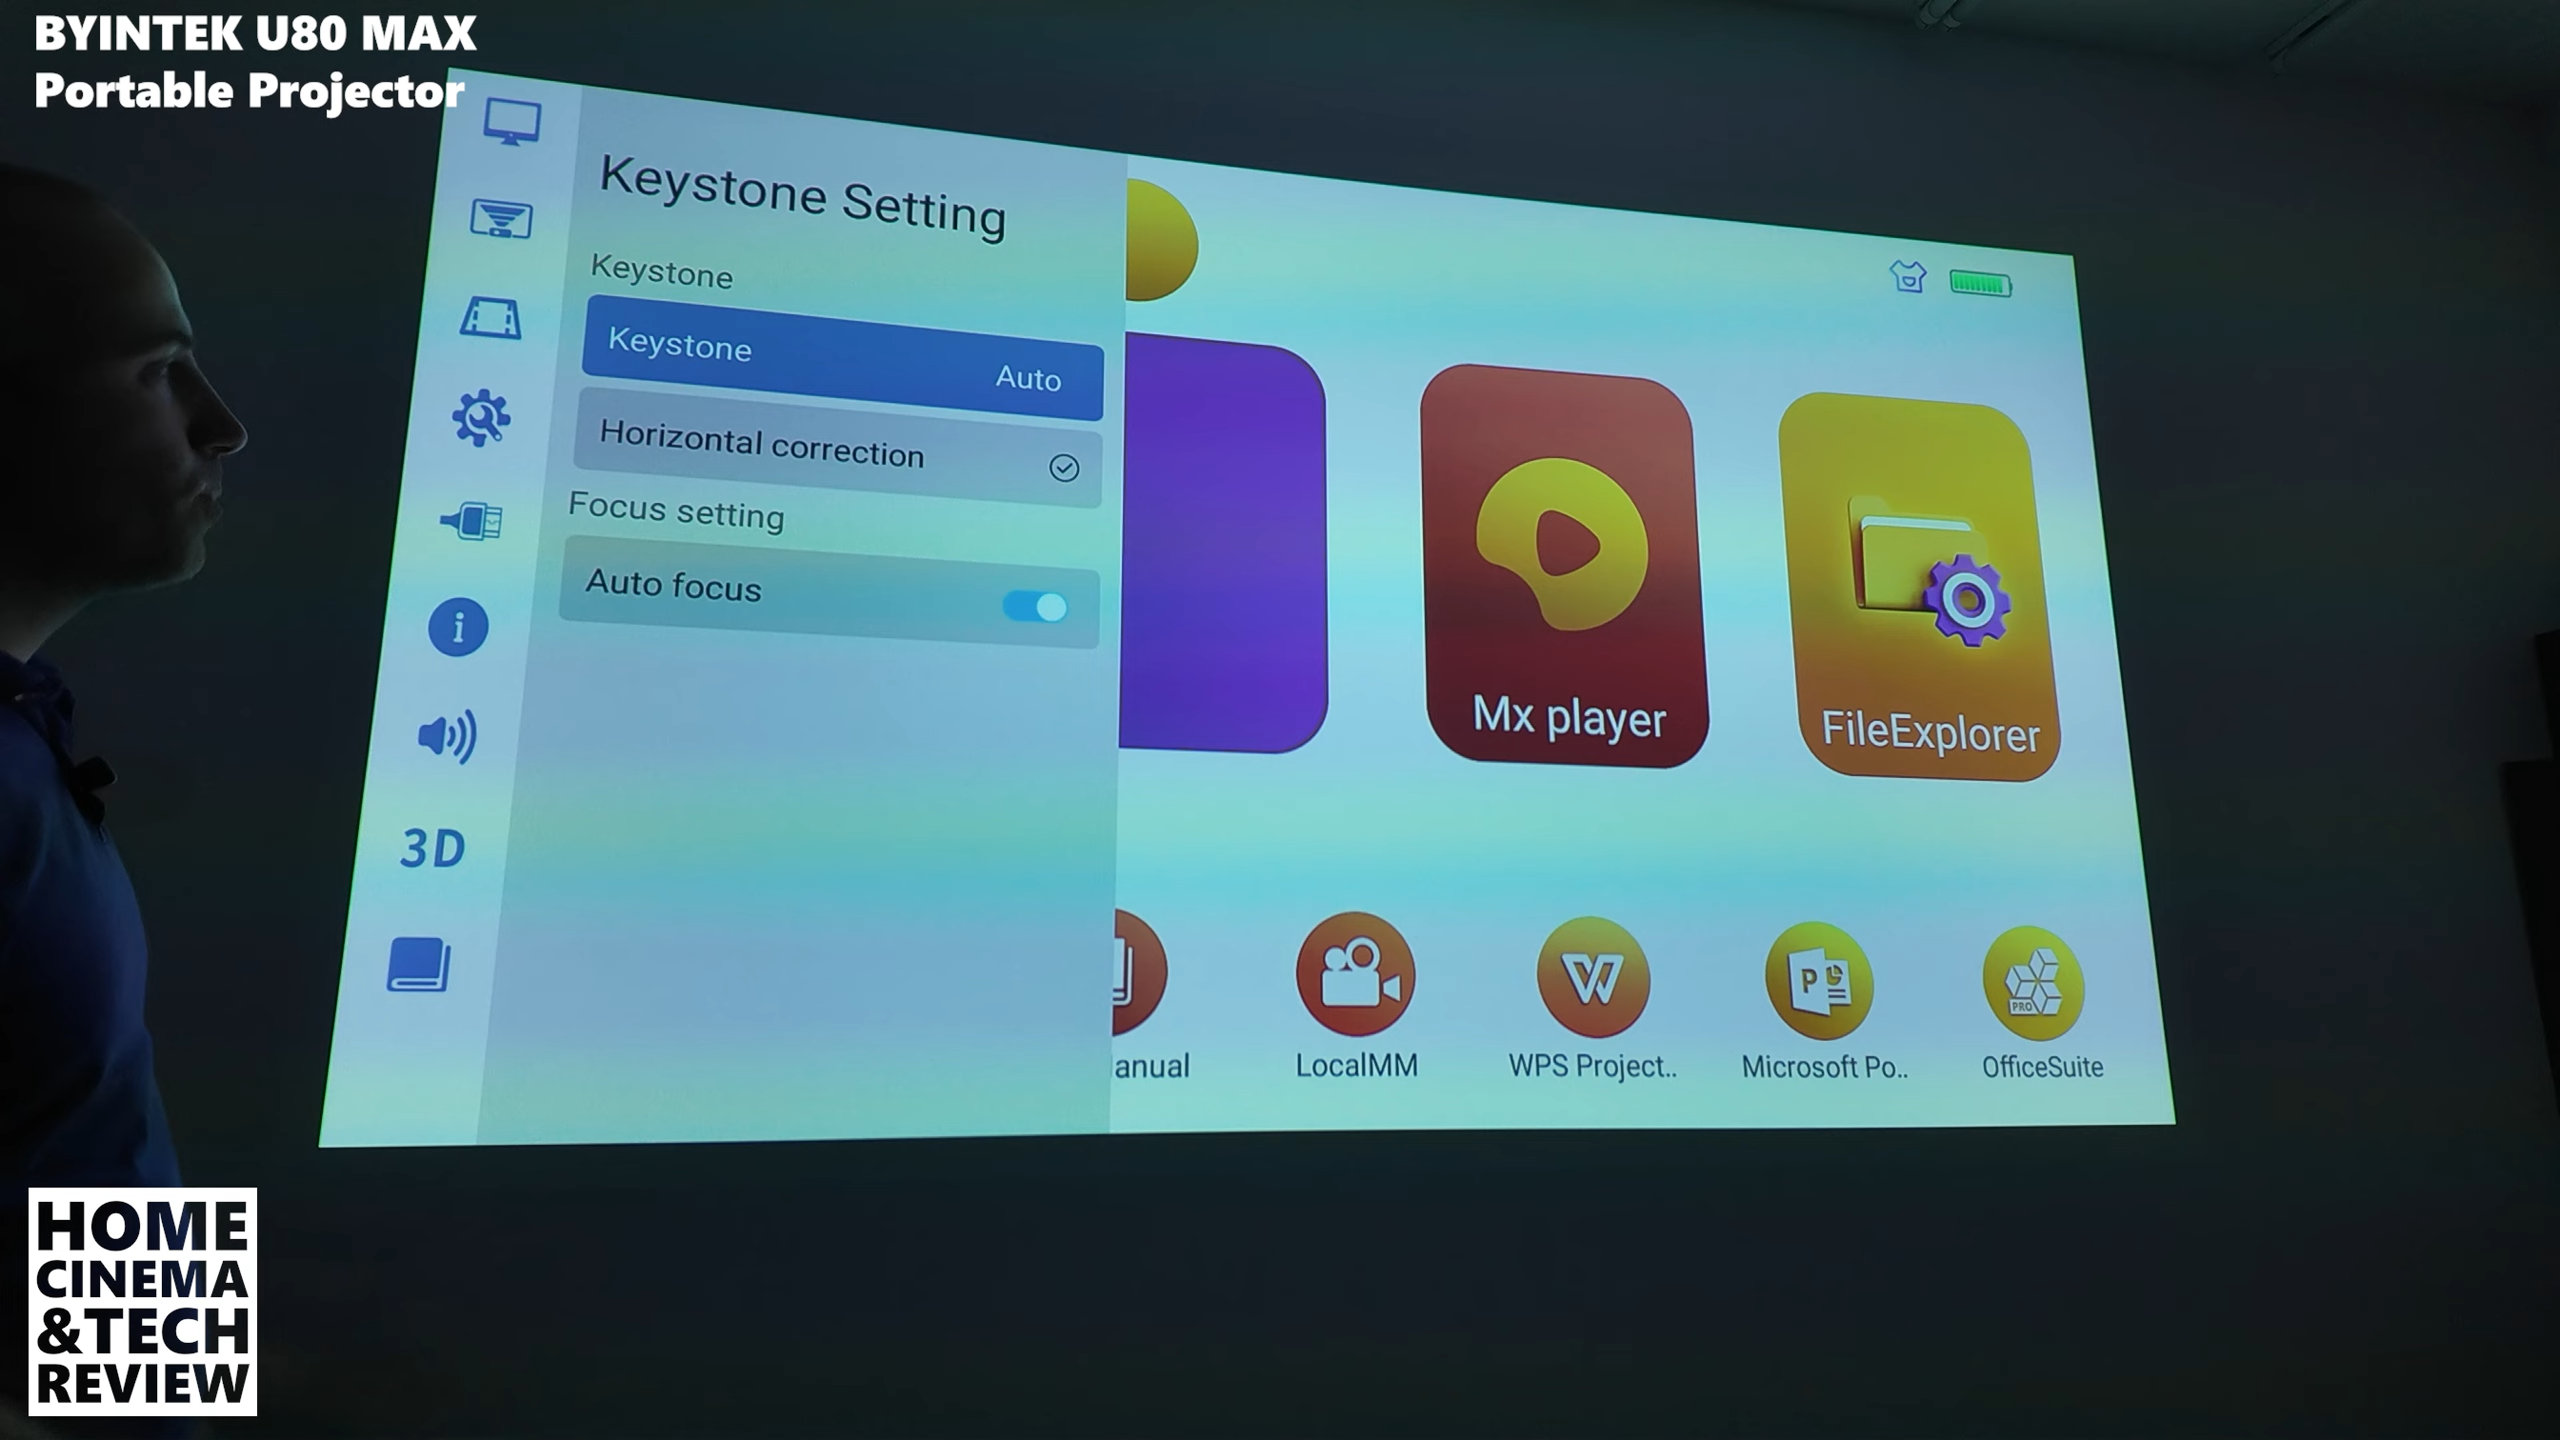 BYINTEK U80 MAX
Portable Projector
Keystone Setting
Keystone
Keystone Auto
Horizontal correction
Focus setting
Auto focus
3D
Mx player
FileExplorer
anual
LocalMM
WPS Project..
P
Microsoft Po..
PRO
OfficeSuite
HOME
CINEMA
&TECH
REVIEW